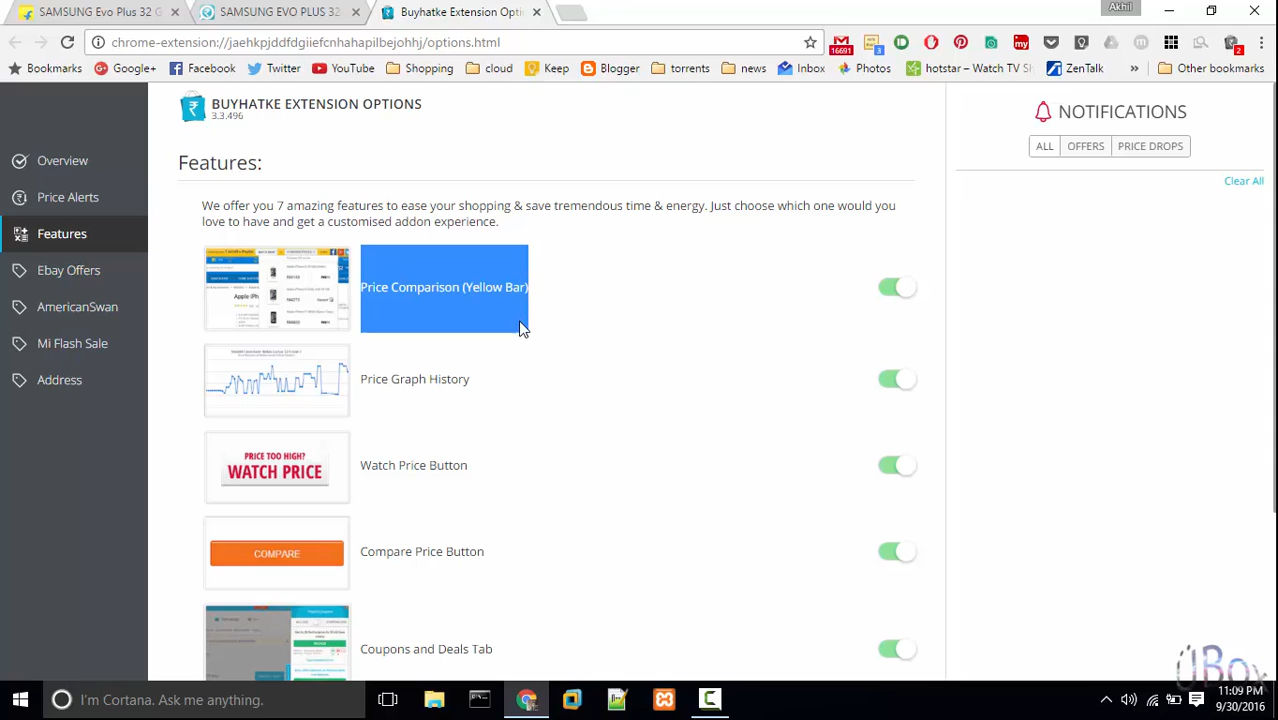 SAMSUNG Evo Plus 32 G
SAMSUNG EVO PLUS 32
Buyhatke Extension Opti
Akhil
chrome-extension://jaehkpjddfdgiiefcnhahapilbejohhj/options.html
16691
3
my
2
Bookmarks
Google+
Facebook
Twitter
YouTube
Shopping
cloud
Keep
Blogger
torrents
news
Inbox
Photos
hotstar – Watch TV
ZenTalk
»
Other bookmarks
BUYHATKE EXTENSION OPTIONS
3.3.496
Overview
Price Alerts
Features
Ebay Offers
AmericanSwan
Mi Flash Sale
Address
Features:
We offer you 7 amazing features to ease your shopping & save tremendous time & energy. Just choose which one would you
love to have and get a customised addon experience.
Price Comparison (Yellow Bar)
Price Graph History
PRICE TOO HIGH?
WATCH PRICE
Watch Price Button
COMPARE
Compare Price Button
Coupons and Deals Tab
NOTIFICATIONS
ALL
OFFERS
PRICE DROPS
Clear All
JBox
I'm Cortana. Ask me anything.
11:09 PM
9/30/2016